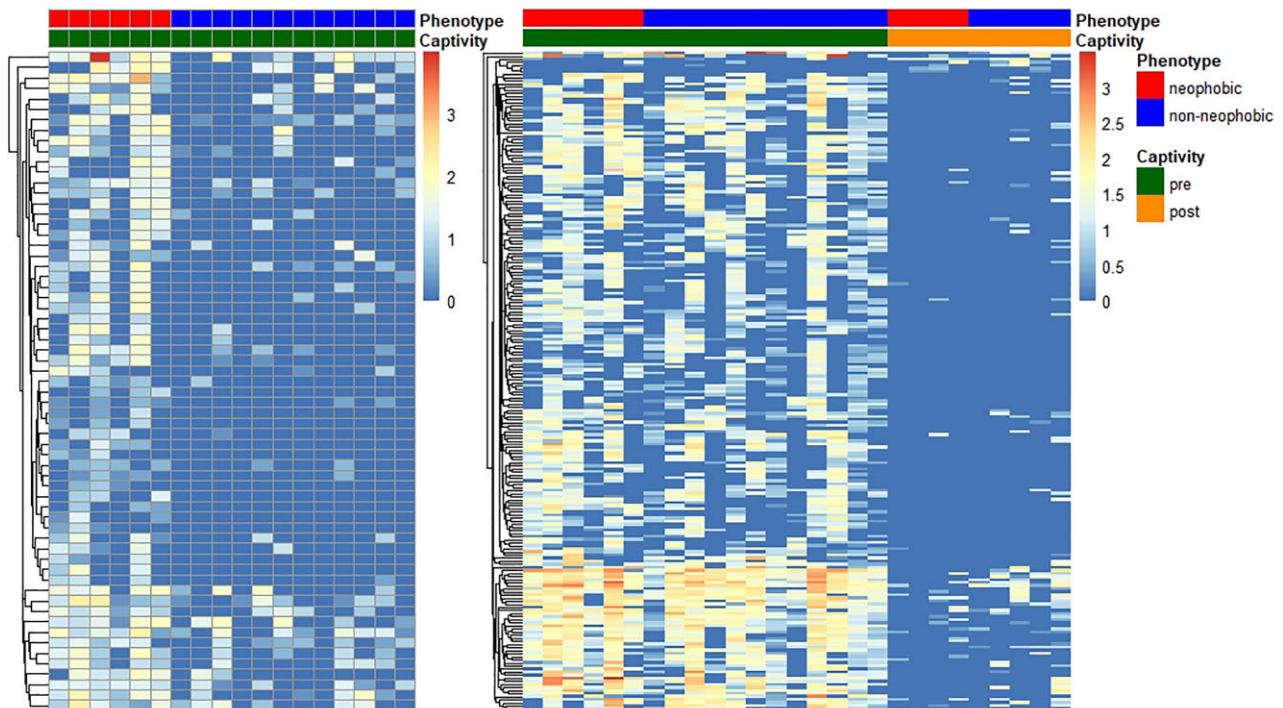 Phenotype
Captivity
3
2
1
0
Phenotype
Captivity
3
2.5
2
1.5
1
0.5
0
Phenotype
neophobic
non-neophobic
Captivity
pre
post